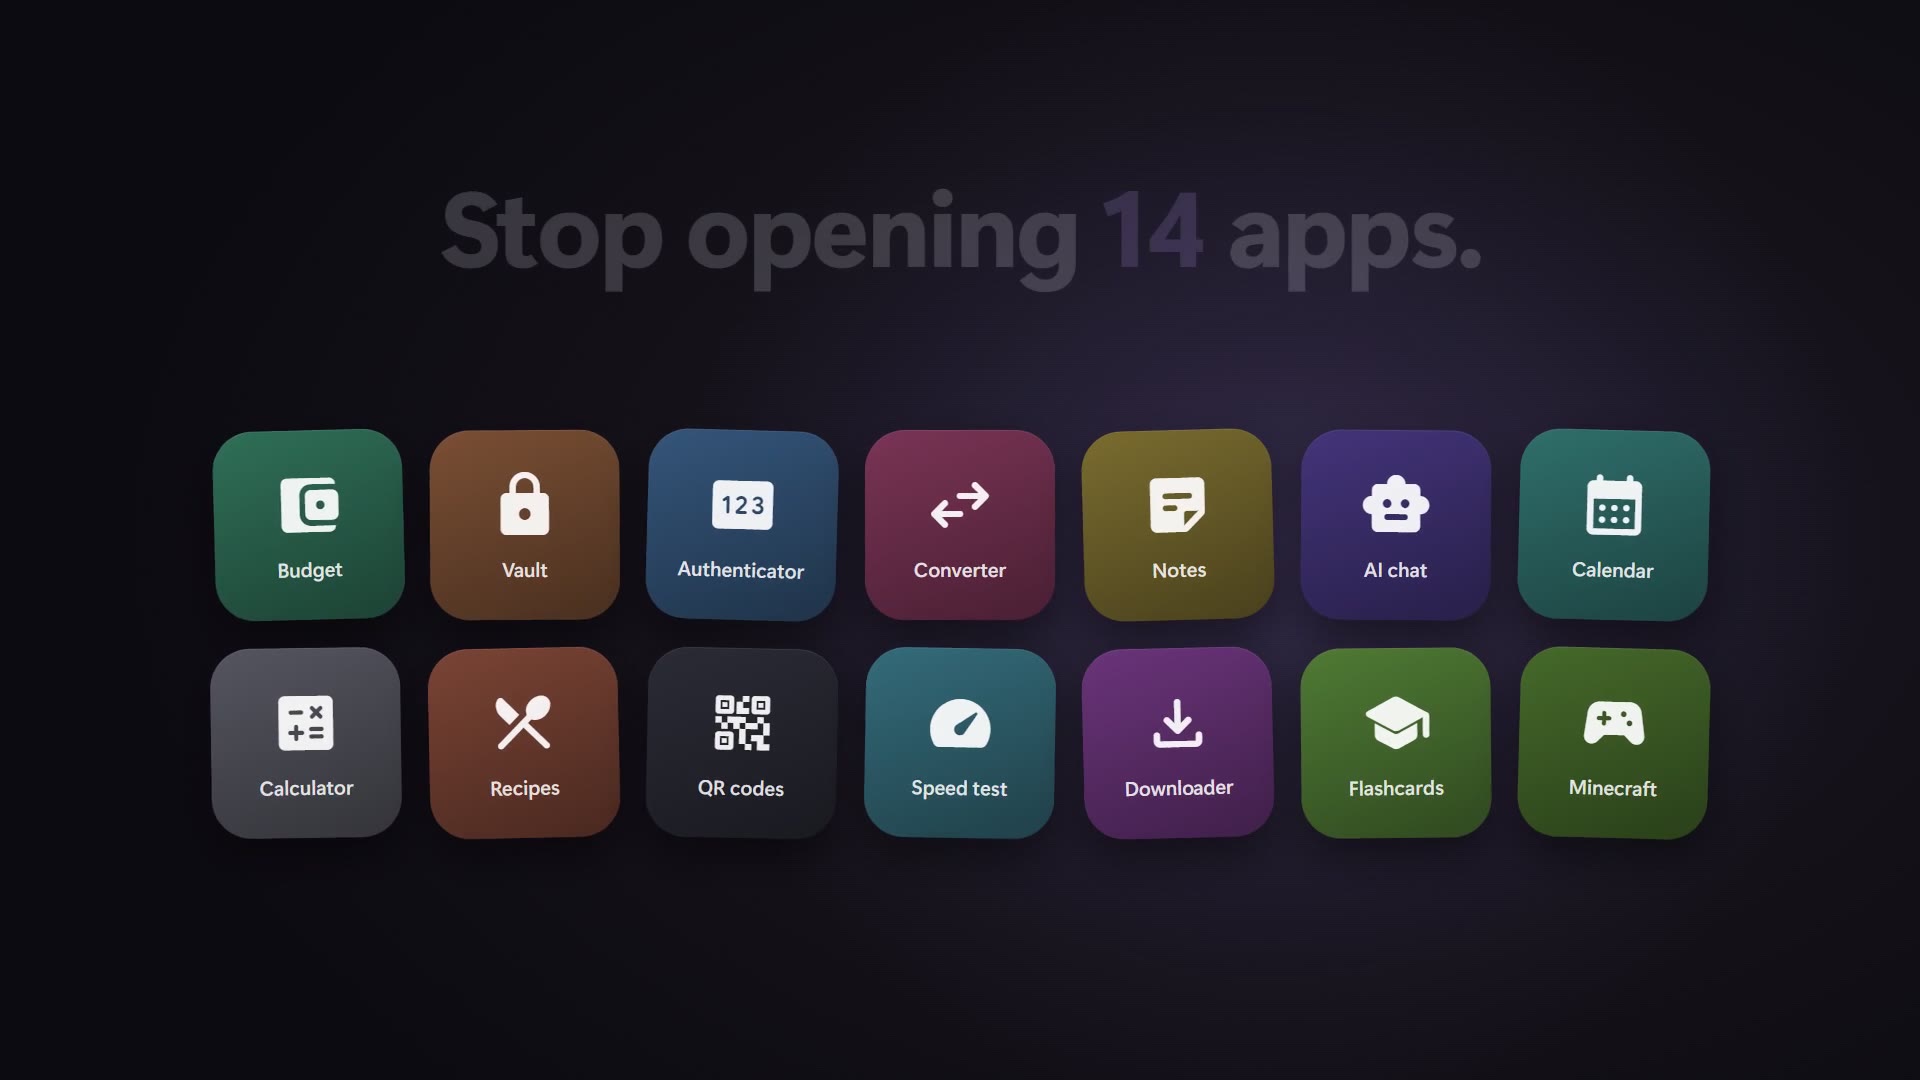 Stop opening 14 apps.
Budget
Vault
123
Authenticator
Converter
Notes
AI chat
Calendar
Calculator
Recipes
QR codes
Speed test
Downloader
Flashcards
Minecraft